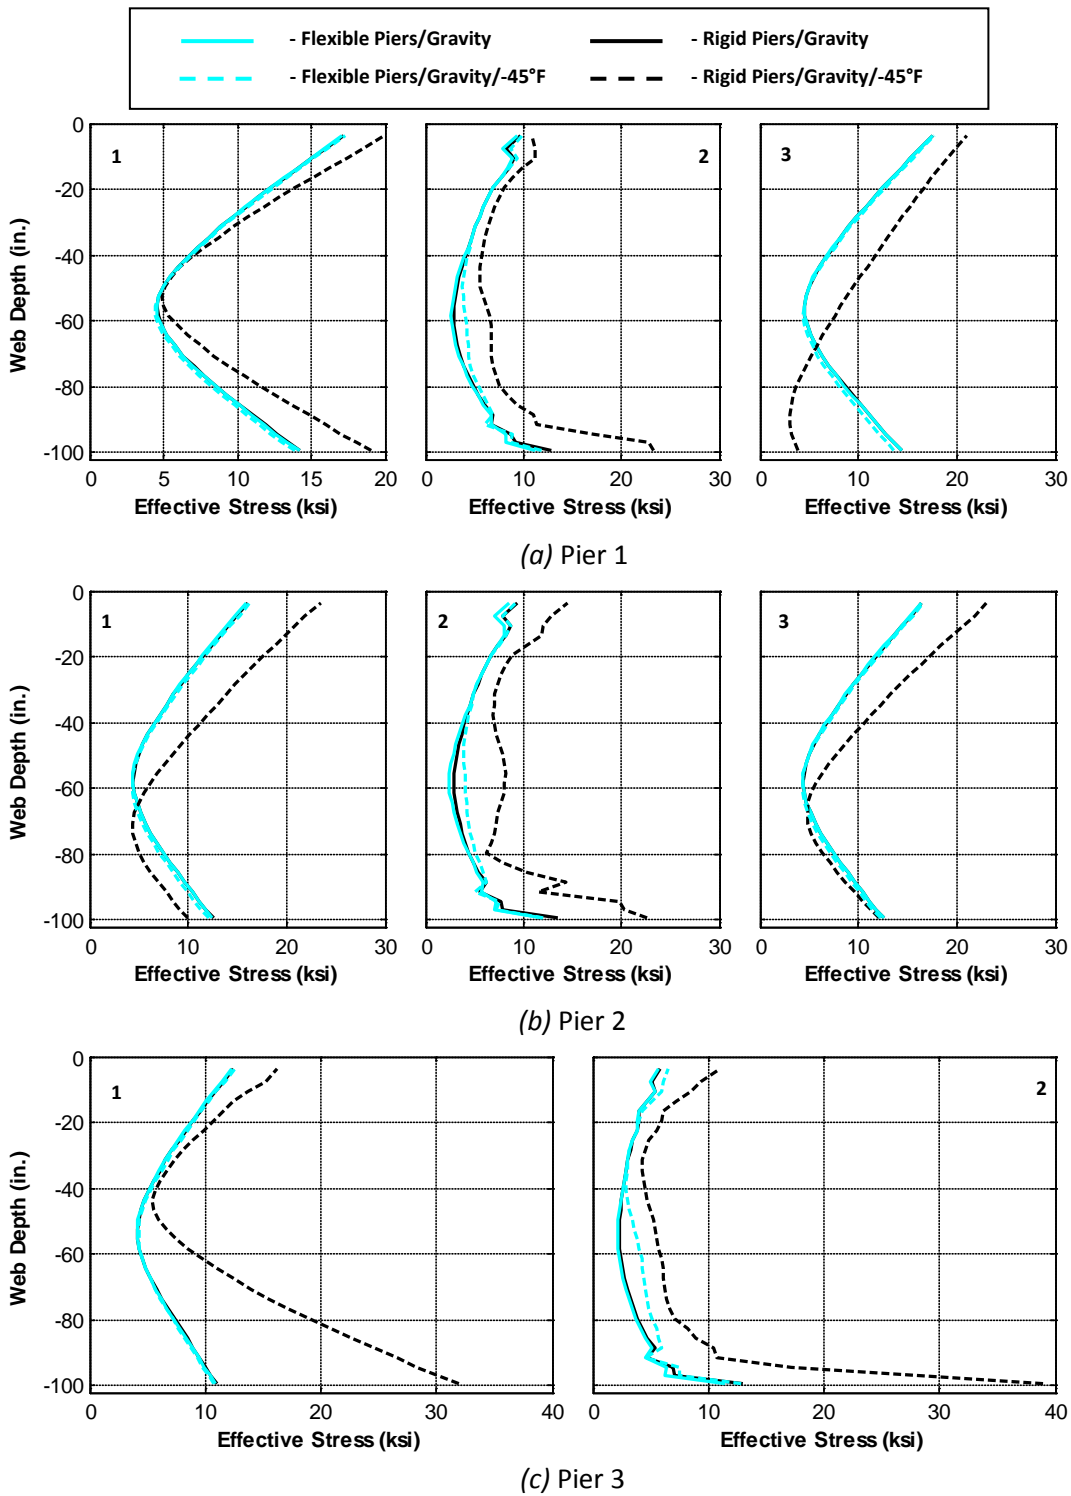 - Flexible Piers/Gravity - Rigid Piers/Gravity
- Flexible Piers/Gravity/-45°F - Rigid Piers/Gravity/-45°F
0
-20
-40
-60
-80
-100
Web Depth (in.)
1
0 5 10 15 20
Effective Stress (ksi)
2
0 10 20 30
Effective Stress (ksi)
3
0 10 20 30
Effective Stress (ksi)
(a) Pier 1
0
-20
-40
-60
-80
-100
Web Depth (in.)
1
0 10 20 30
Effective Stress (ksi)
2
0 10 20 30
Effective Stress (ksi)
3
0 10 20 30
Effective Stress (ksi)
(b) Pier 2
0
-20
-40
-60
-80
-100
Web Depth (in.)
1
0 10 20 30 40
Effective Stress (ksi)
2
0 10 20 30 40
Effective Stress (ksi)
(c) Pier 3